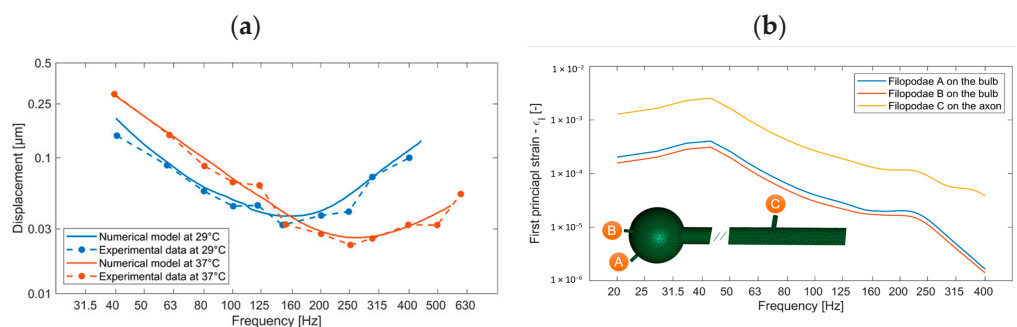 (a)
0.5
0.25
0.1
0.03
0.01
Displacement [μm]
Numerical model at 29°C
Experimental data at 29°C
Numerical model at 37°C
Experimental data at 37°C
31.5 40 50 63 80 100 125 160 200 250 315 400 500 630
Frequency [Hz]
(b)
1 × 10⁻²
1 × 10⁻³
1 × 10⁻⁴
1 × 10⁻⁵
1 × 10⁻⁶
First princiapl strain - ϵI [-]
Filopodae A on the bulb
Filopodae B on the bulb
Filopodae C on the axon
C
B
A
20 25 31.5 40 50 63 80 100 125 160 200 250 315 400
Frequency [Hz]